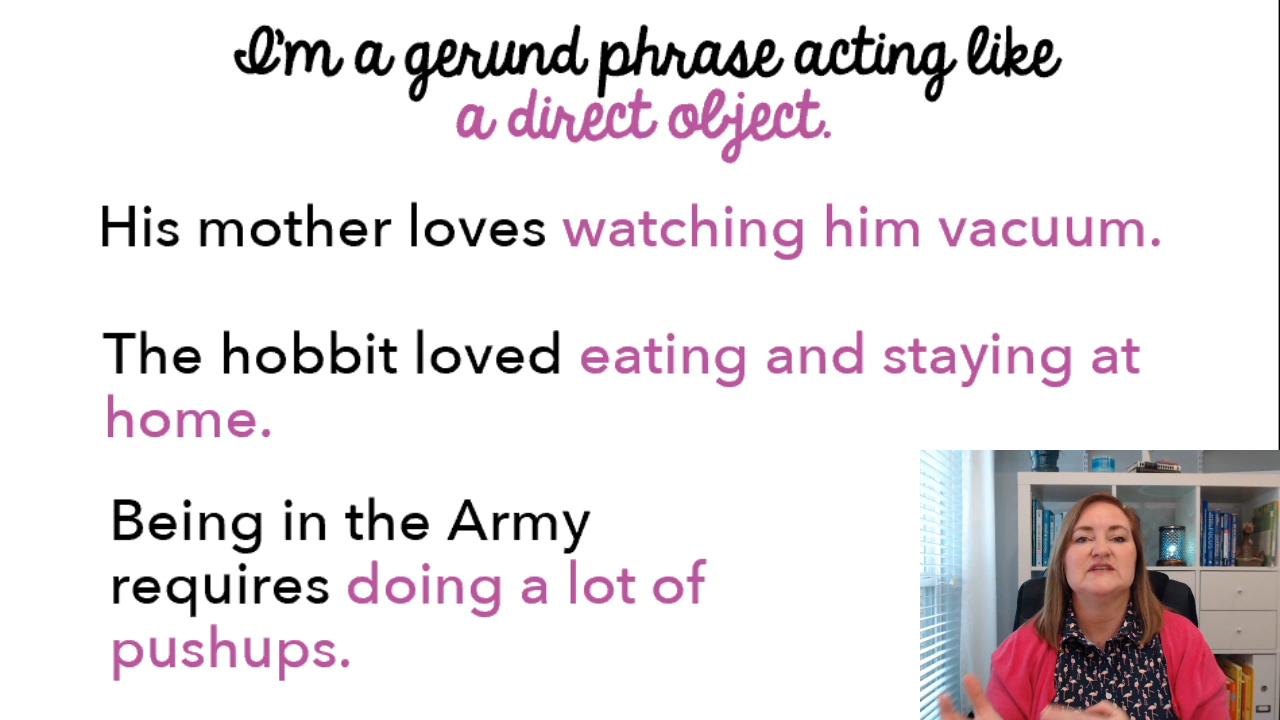 I'm a gerund phrase acting like
a direct object.
His mother loves watching him vacuum.
The hobbit loved eating and staying at
home.
Being in the Army
requires doing a lot of
pushups.